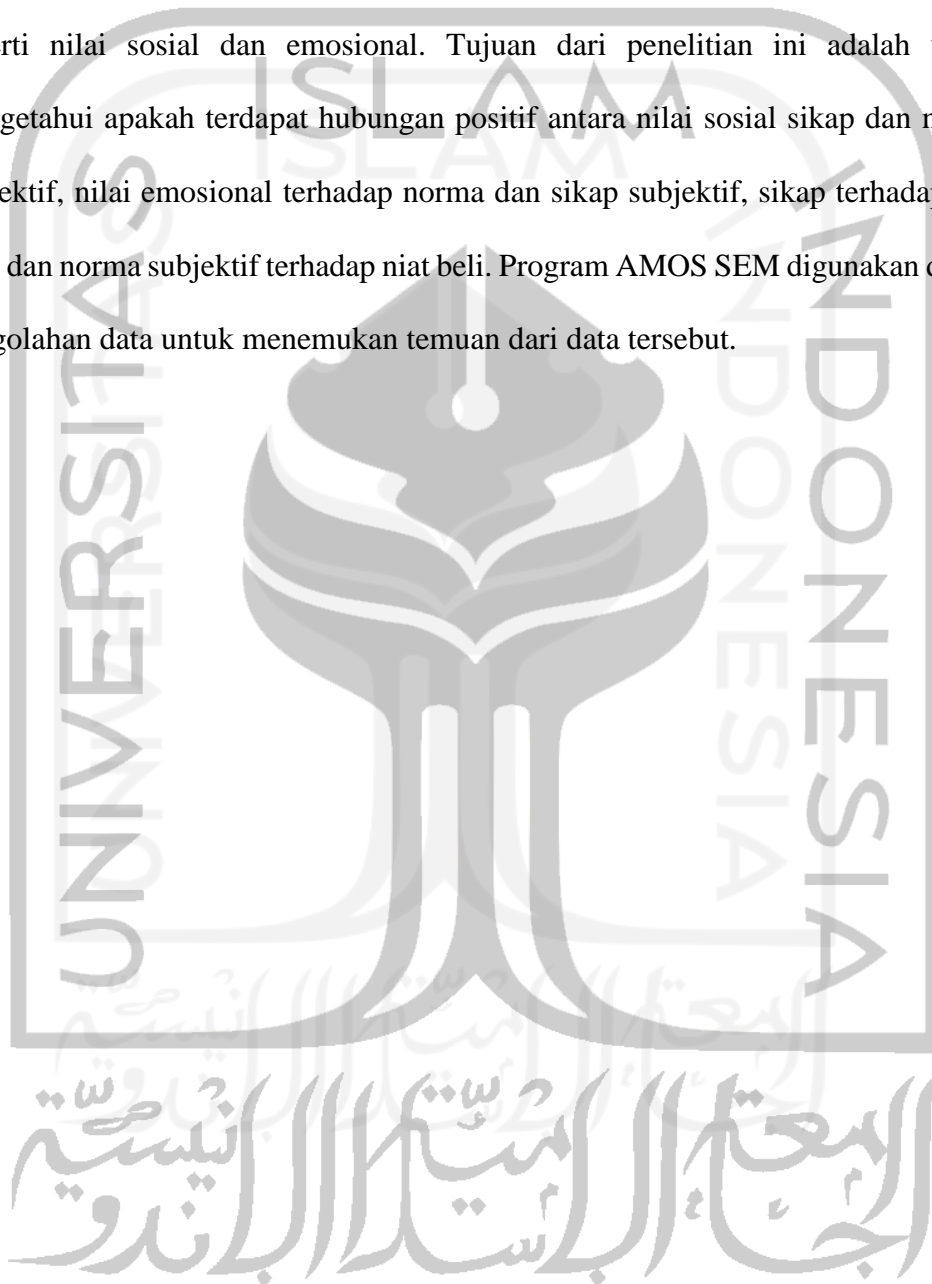 erti nilai sosial dan emosional. Tujuan dari penelitian ini adalah
getahui apakah terdapat hubungan positif antara nilai sosial sikap dan
ektif, nilai emosional terhadap norma dan sikap subjektif, sikap terhadap
dan norma subjektif terhadap niat beli. Program AMOS SEM digunakan
golahan data untuk menemukan temuan dari data tersebut.
ISLAM
UNIVERSITAS
INDONESIA